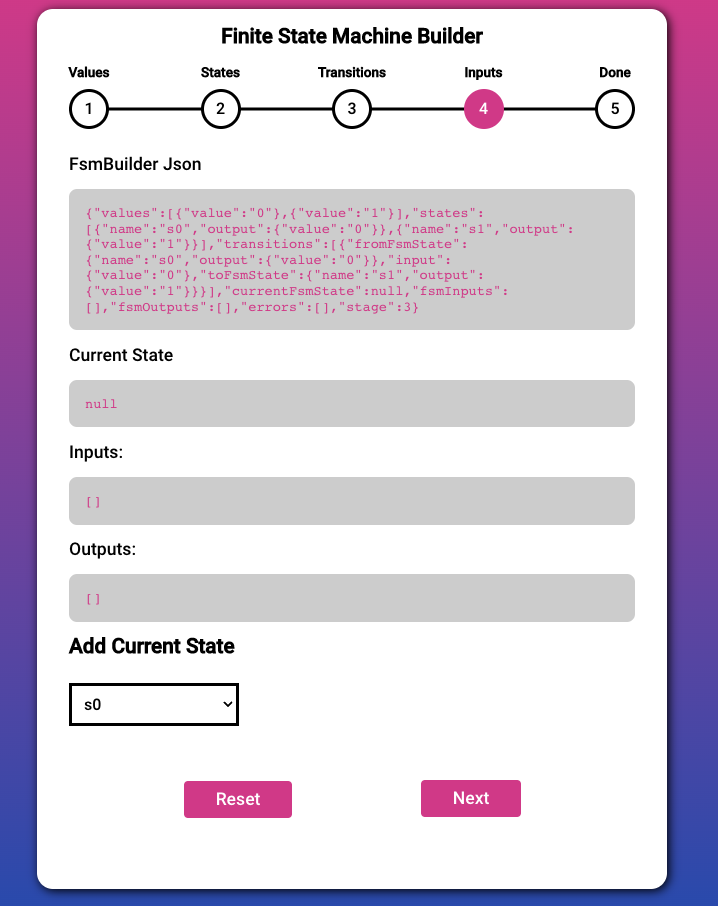 Finite State Machine Builder
Values States Transitions Inputs Done
1 2 3 4 5
FsmBuilder Json
{"values":[{"value":"0"},{"value":"1"}],"states":
[{"name":"s0","output":{"value":"0"}},{"name":"s1","output":
{"value":"1"}}],"transitions":[{"fromFsmState":
{"name":"s0","output":{"value":"0"}},"input":
{"value":"0"},"toFsmState":{"name":"s1","output":
{"value":"1"}}}],"currentFsmState":null,"fsmInputs":
[],"fsmOutputs":[],"errors":[],"stage":3}
Current State
null
Inputs:
[]
Outputs:
[]
Add Current State
s0
Reset Next